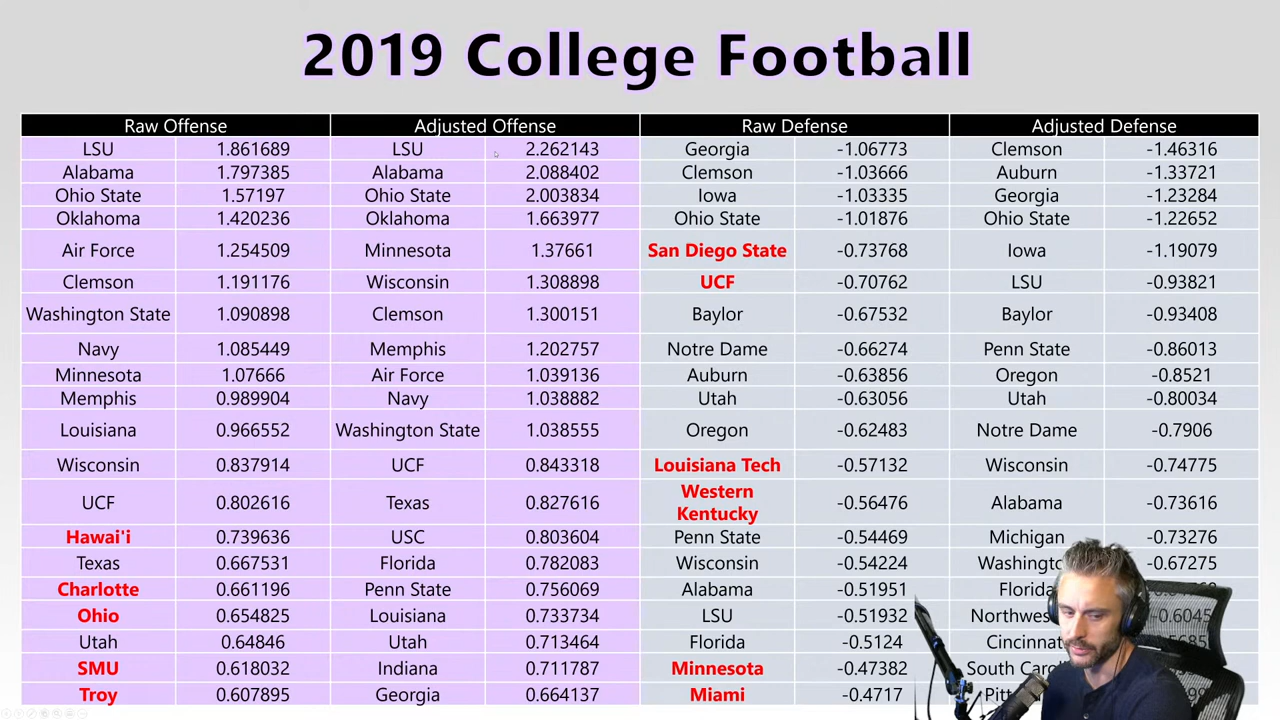 2019 College Football
Raw Offense Adjusted Offense Raw Defense Adjusted Defense
LSU 1.861689 LSU 2.262143 Georgia -1.06773 Clemson -1.46316
Alabama 1.797385 Alabama 2.088402 Clemson -1.03666 Auburn -1.33721
Ohio State 1.57197 Ohio State 2.003834 Iowa -1.03335 Georgia -1.23284
Oklahoma 1.420236 Oklahoma 1.663977 Ohio State -1.01876 Ohio State -1.22652
Air Force 1.254509 Minnesota 1.37661 San Diego State -0.73768 Iowa -1.19079
Clemson 1.191176 Wisconsin 1.308898 UCF -0.70762 LSU -0.93821
Washington State 1.090898 Clemson 1.300151 Baylor -0.67532 Baylor -0.93408
Navy 1.085449 Memphis 1.202757 Notre Dame -0.66274 Penn State -0.86013
Minnesota 1.07666 Air Force 1.039136 Auburn -0.63856 Oregon -0.8521
Memphis 0.989904 Navy 1.038882 Utah -0.63056 Utah -0.80034
Louisiana 0.966552 Washington State 1.038555 Oregon -0.62483 Notre Dame -0.7906
Wisconsin 0.837914 UCF 0.843318 Louisiana Tech -0.57132 Wisconsin -0.74775
UCF 0.802616 Texas 0.827616 Western Kentucky -0.56476 Alabama -0.73616
Hawai'i 0.739636 USC 0.803604 Penn State -0.54469 Michigan -0.73276
Texas 0.667531 Florida 0.782083 Wisconsin -0.54224 -0.67275
Charlotte 0.661196 Penn State 0.756069 Alabama -0.51951 Florida
Ohio 0.654825 Louisiana 0.733734 LSU -0.51932 -0.6045
Utah 0.64846 Utah 0.713464 Florida -0.5124
SMU 0.618032 Indiana 0.711787 Minnesota -0.47382 South
Troy 0.607895 Georgia 0.664137 Miami -0.4717